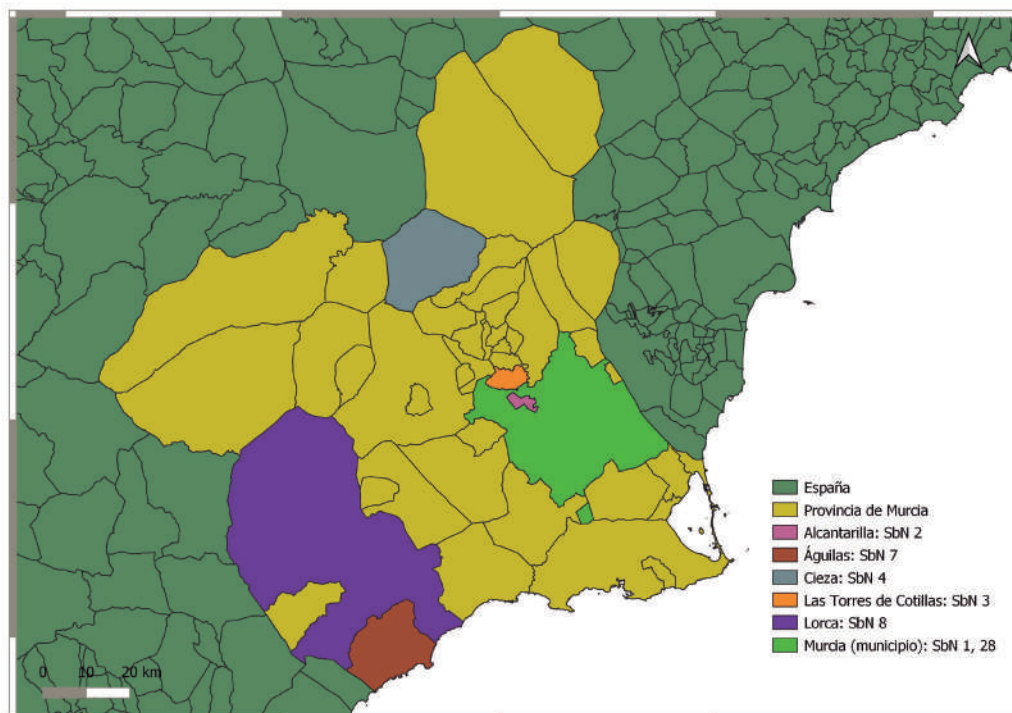 España
Provincia de Murcia
Alcantarilla: SbN 2
Águilas: SbN 7
Cieza: SbN 4
Las Torres de Cotillas: SbN 3
Lorca: SbN 8
Murcia (municipio): SbN 1, 28
0 10 20 km